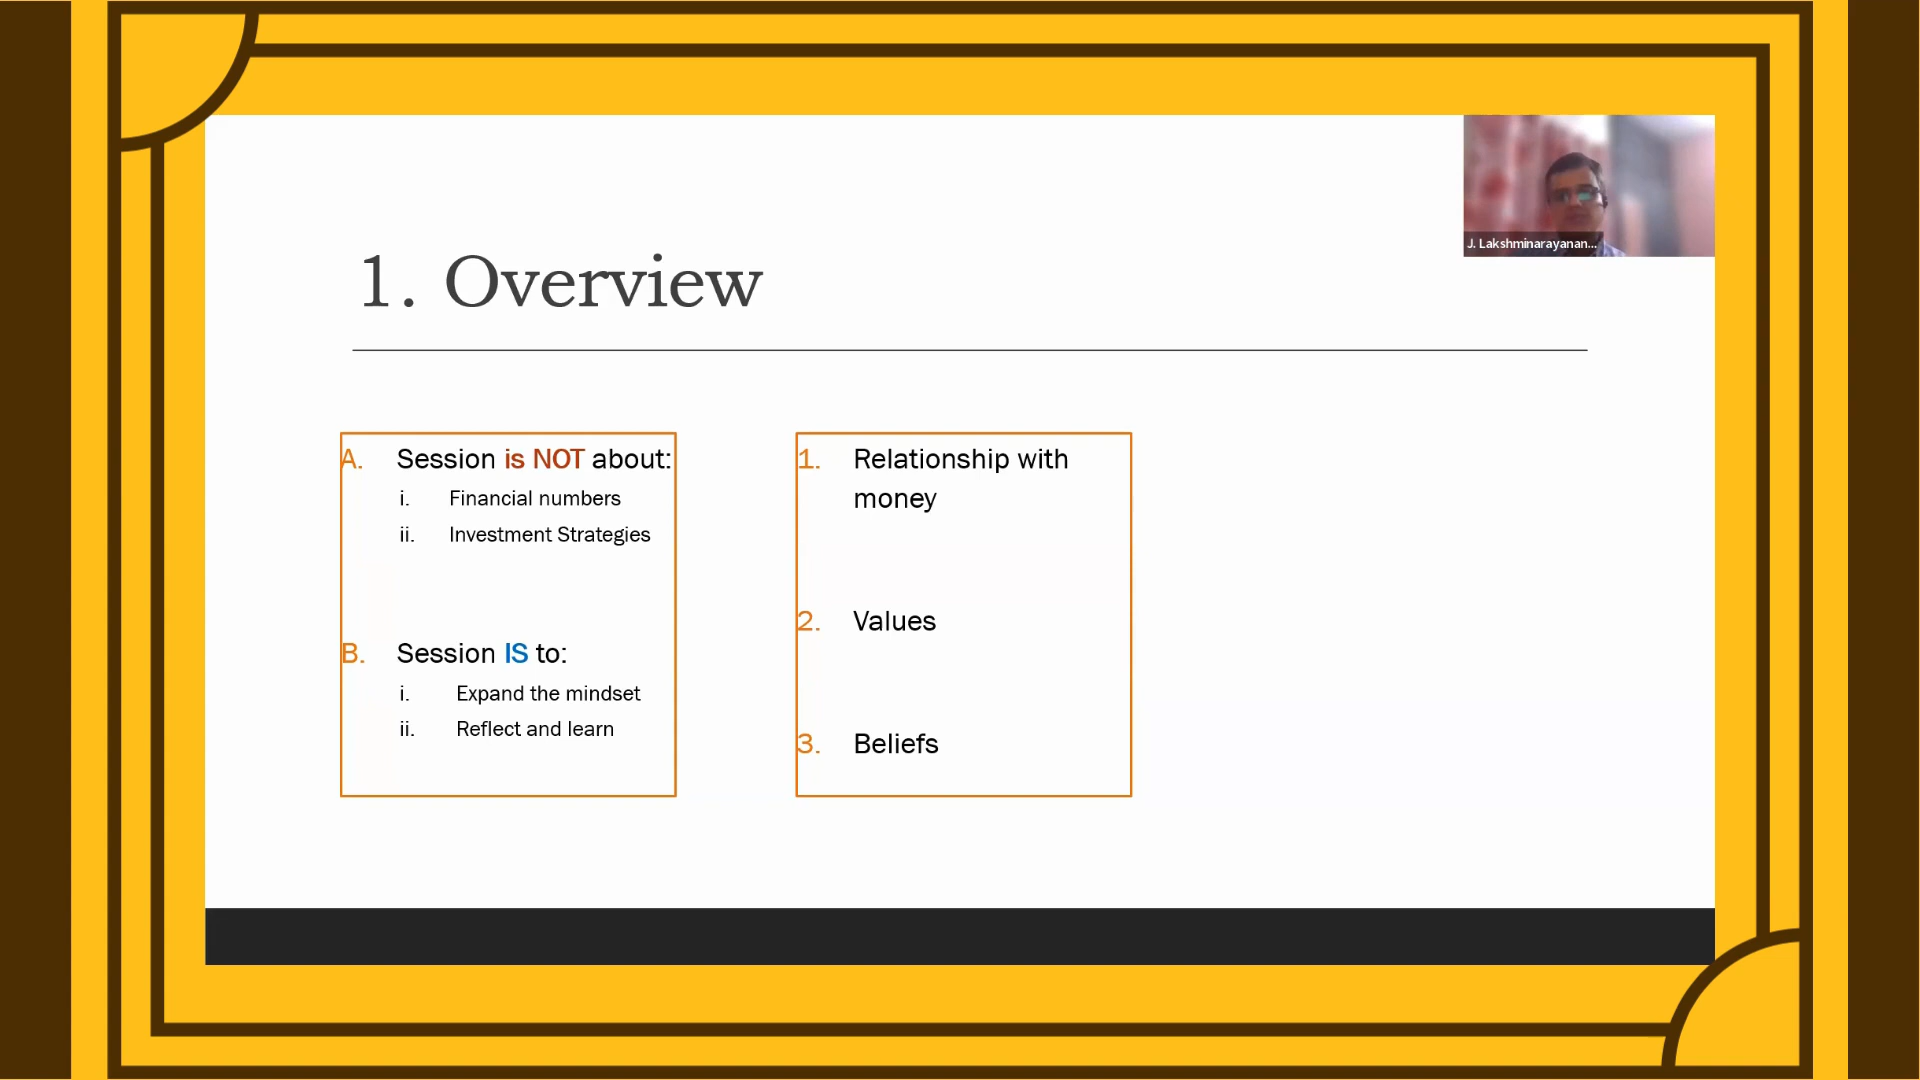 J. Lakshminarayanan...
1. Overview
A. Session is NOT about:
i. Financial numbers
ii. Investment Strategies
B. Session IS to:
i. Expand the mindset
ii. Reflect and learn
1. Relationship with
money
2. Values
3. Beliefs